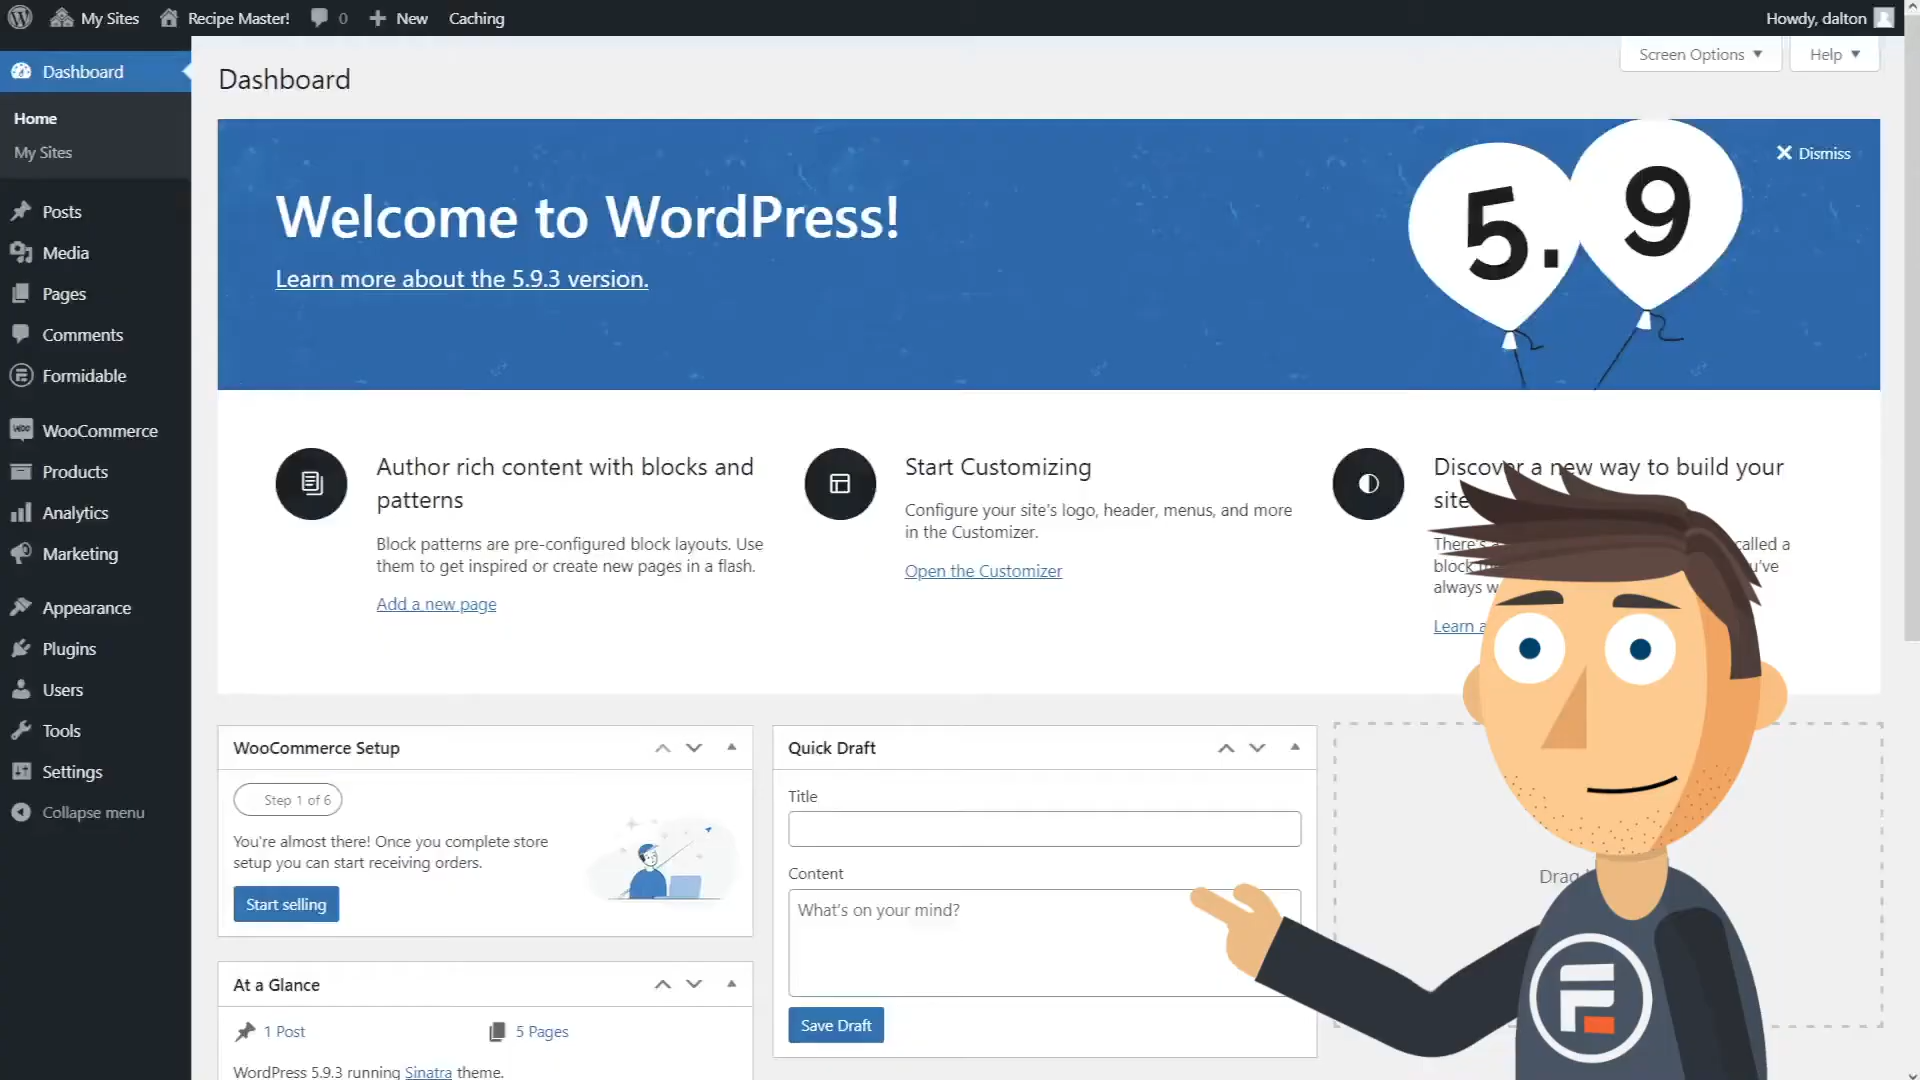 My Sites
Recipe Master!
0
New
Caching
Howdy, dalton
Dashboard
Home
My Sites
Posts
Media
Pages
Comments
Formidable
WooCommerce
Products
Analytics
Marketing
Appearance
Plugins
Users
Tools
Settings
Collapse menu
Screen Options
Help
Dashboard
Dismiss
Welcome to WordPress!
Learn more about the 5.9.3 version.
5.9
Author rich content with blocks and
patterns
Block patterns are pre-configured block layouts. Use
them to get inspired or create new pages in a flash.
Add a new page
Start Customizing
Configure your site's logo, header, menus, and more
in the Customizer.
Open the Customizer
Discover a new way to build your
site
There's a called a
block
always
Learn
WooCommerce Setup
Step 1 of 6
You're almost there! Once you complete store
setup you can start receiving orders.
Start selling
At a Glance
1 Post
5 Pages
WordPress 5.9.3 running Sinatra theme.
Quick Draft
Title
Content
What's on your mind?
Save Draft
Drag